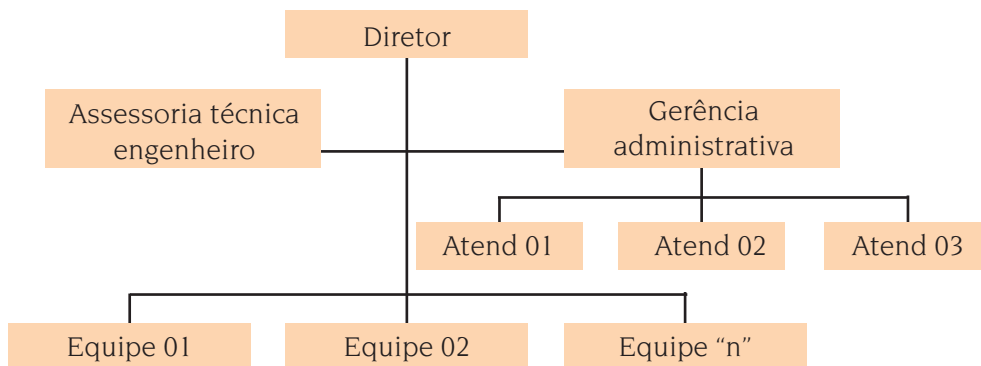 Diretor
Assessoria técnica
engenheiro
Gerência
administrativa
Atend 01
Atend 02
Atend 03
Equipe 01
Equipe 02
Equipe “n”